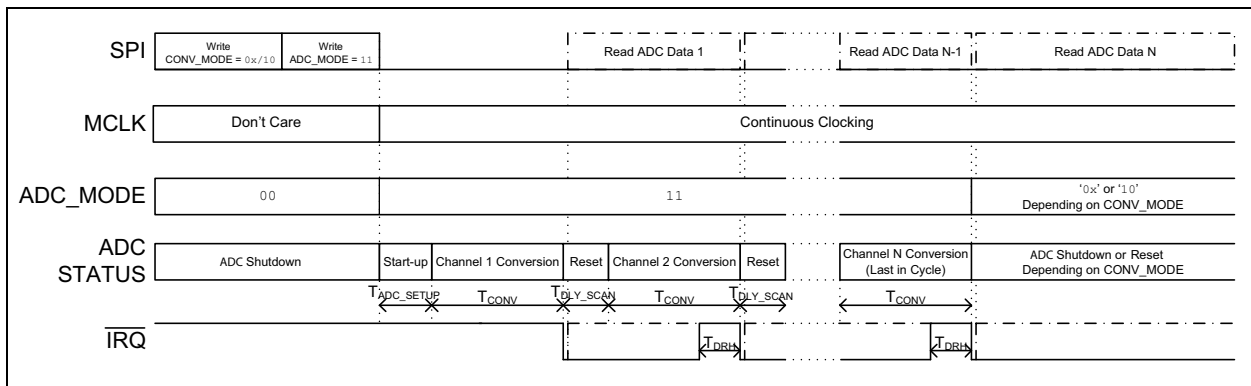 SPI
Write
CONV_MODE = 0x/10
Write
ADC_MODE = 11
Read ADC Data 1
Read ADC Data N-1
Read ADC Data N
MCLK
Don't Care
Continuous Clocking
ADC_MODE
00
11
'0x' or '10'
Depending on CONV_MODE
ADC
STATUS
ADC Shutdown
Start-up
Channel 1 Conversion
Reset
Channel 2 Conversion
Reset
Channel N Conversion
(Last in Cycle)
ADC Shutdown or Reset
Depending on CONV_MODE
TADC_SETUP
TCONV
TDLY_SCAN
TCONV
TDLY_SCAN
TCONV
IRQ
TDRH
TDRH